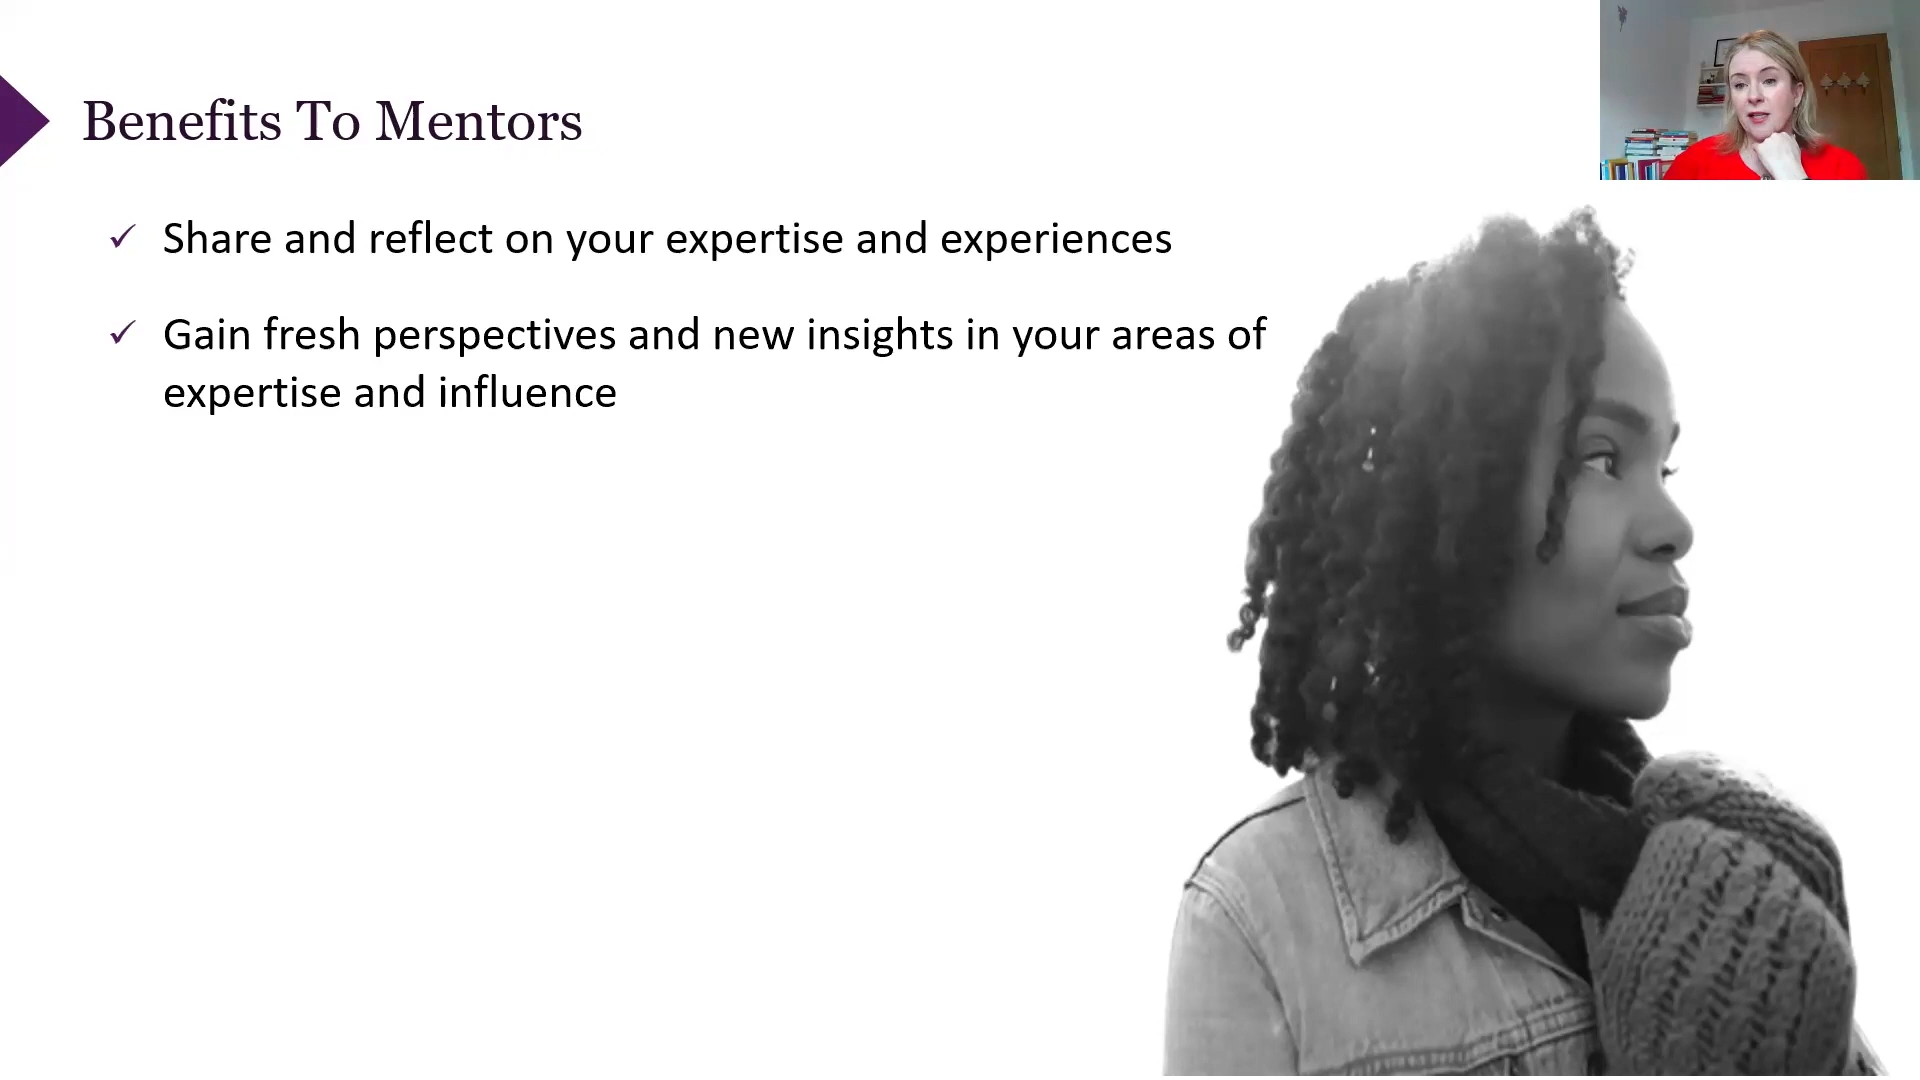 Benefits To Mentors
✓ Share and reflect on your expertise and experiences
✓ Gain fresh perspectives and new insights in your areas of
expertise and influence